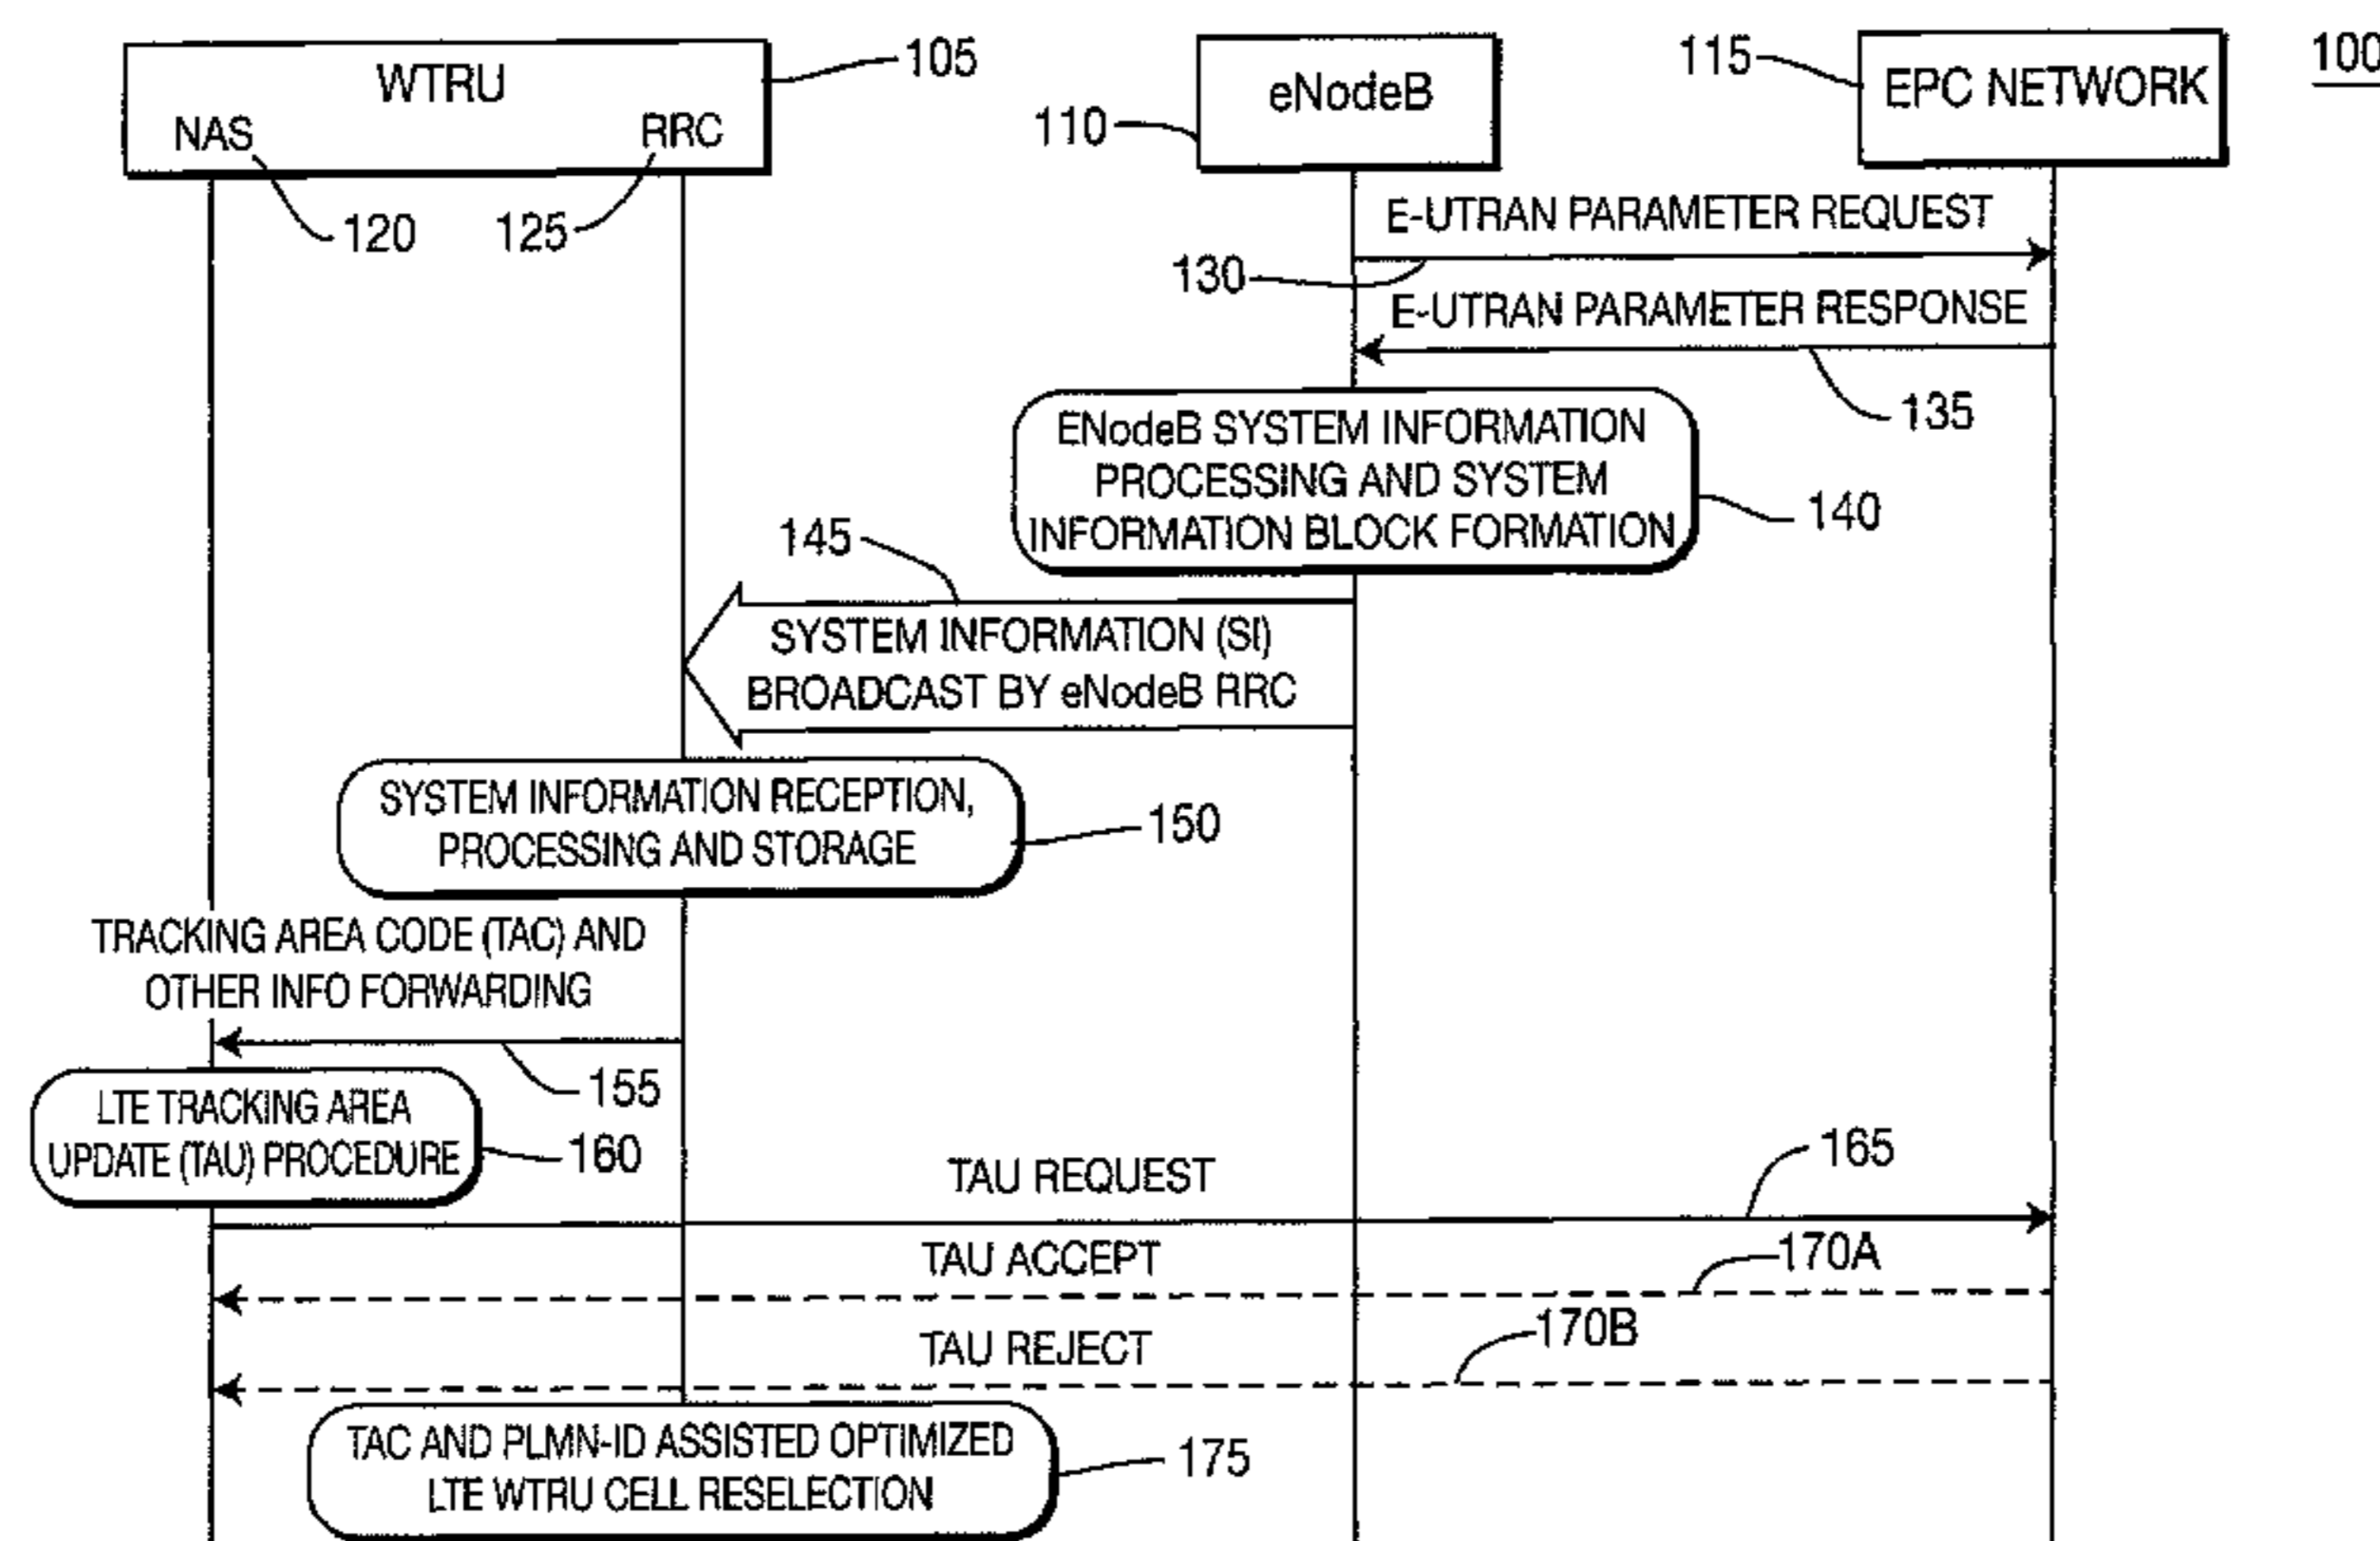 WTRU
105
NAS
RRC
120
125
eNodeB
110
115
EPC NETWORK
100
E-UTRAN PARAMETER REQUEST
130
E-UTRAN PARAMETER RESPONSE
135
ENodeB SYSTEM INFORMATION
PROCESSING AND SYSTEM
INFORMATION BLOCK FORMATION
140
145
SYSTEM INFORMATION (SI)
BROADCAST BY eNodeB RRC
SYSTEM INFORMATION RECEPTION,
PROCESSING AND STORAGE
150
TRACKING AREA CODE (TAC) AND
OTHER INFO FORWARDING
155
LTE TRACKING AREA
UPDATE (TAU) PROCEDURE
160
TAU REQUEST
165
TAU ACCEPT
170A
TAU REJECT
170B
TAC AND PLMN-ID ASSISTED OPTIMIZED
LTE WTRU CELL RESELECTION
175